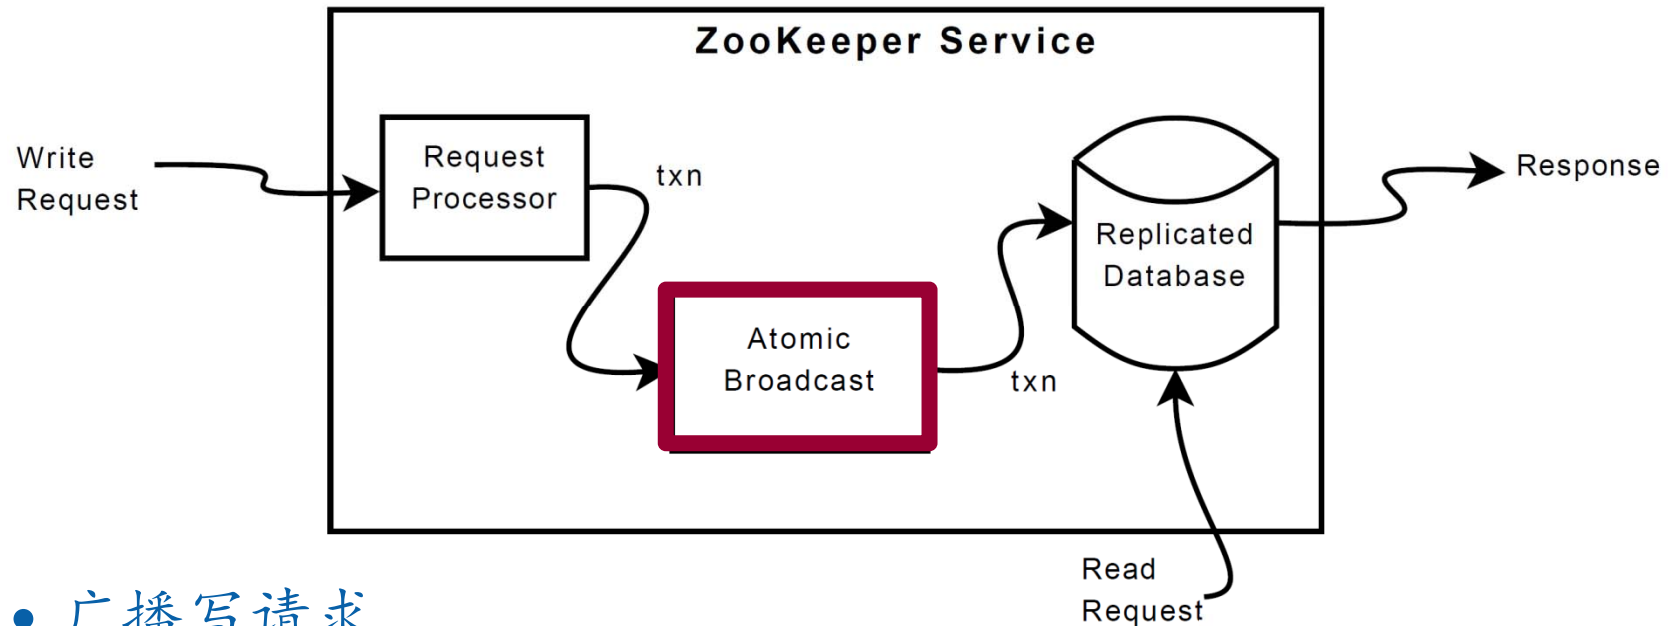 ZooKeeper Service
Write
Request
Request
Processor
txn
Atomic
Broadcast
txn
Replicated
Database
Response
Read
Request
• 广播写请求